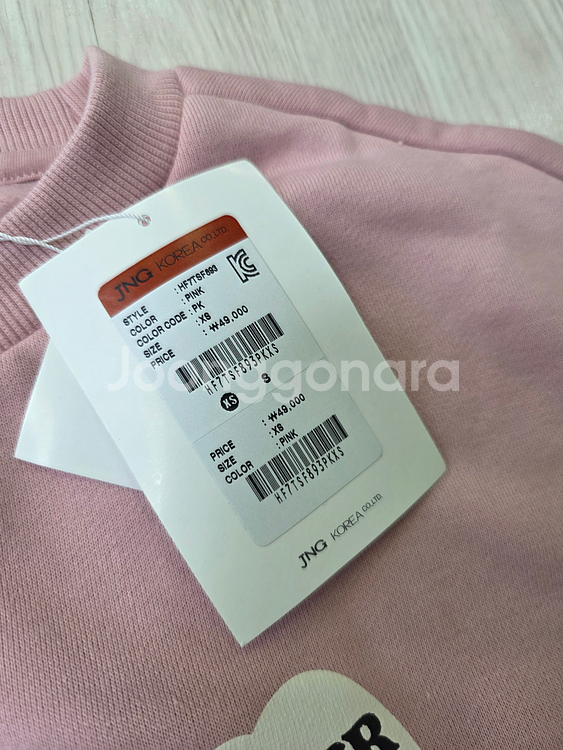 JNG KOREA CO.,LTD.
STYLE : HF7TSF893
COLOR : PINK
COLOR CODE : PK
SIZE : XS
PRICE : ₩49,000
HF7TSF893PKXS
XS 9
PRICE : ₩49,000
SIZE : XS
COLOR : PINK
HF7TSF893PKXS
JNG KOREA CO.,LTD.
Joonggonara